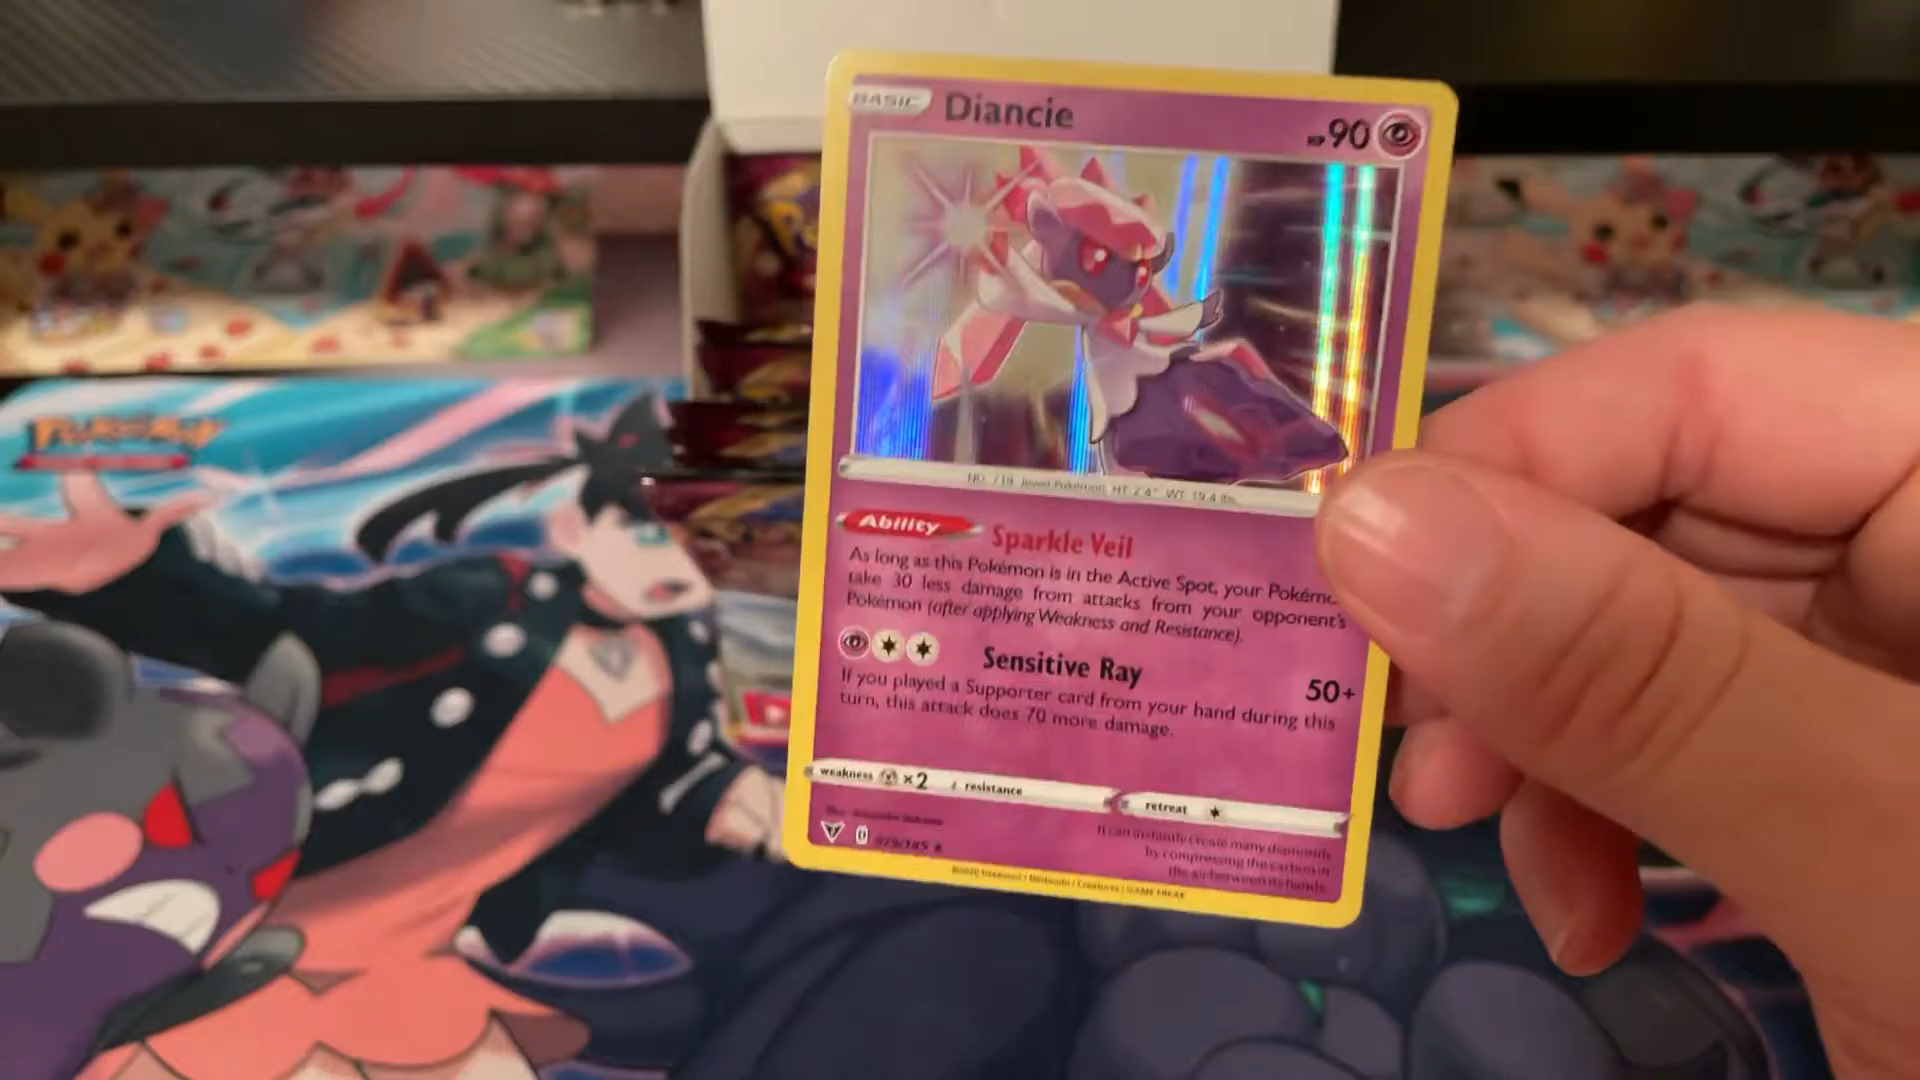 Pokémon
BASIC Diancie HP 90
NO. 718 Jewel Pokémon HT: 2'4" WT: 19.4 lbs.
Ability Sparkle Veil
As long as this Pokémon is in the Active Spot, your Pokémo
take 30 less damage from attacks from your opponent's
Pokémon (after applying Weakness and Resistance).
Sensitive Ray 50+
If you played a Supporter card from your hand during this
turn, this attack does 70 more damage.
weakness ×2 resistance retreat
It can instantly create many diamonds
by compressing the carbon in
the air between its hands.
079/185
©2020 Pokémon / Nintendo / Creatures / GAME FREAK